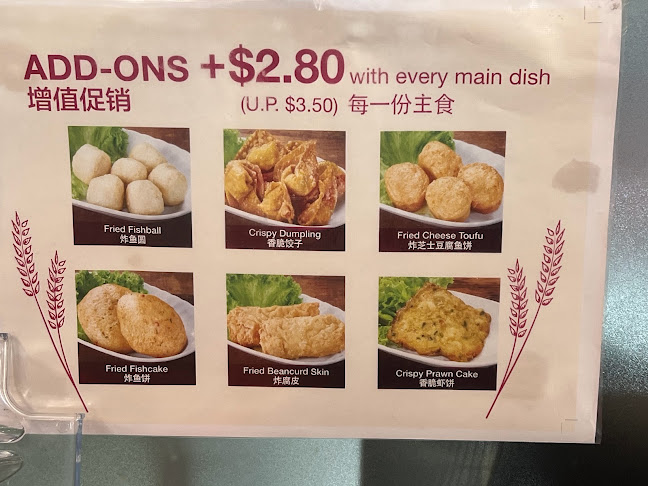 ADD-ONS +$2.80 with every main dish
增值促销 (U.P. $3.50) 每一份主食
Fried Fishball
炸鱼圆
Crispy Dumpling
香脆饺子
Fried Cheese Toufu
炸芝士豆腐鱼饼
Fried Fishcake
炸鱼饼
Fried Beancurd Skin
炸腐皮
Crispy Prawn Cake
香脆虾饼